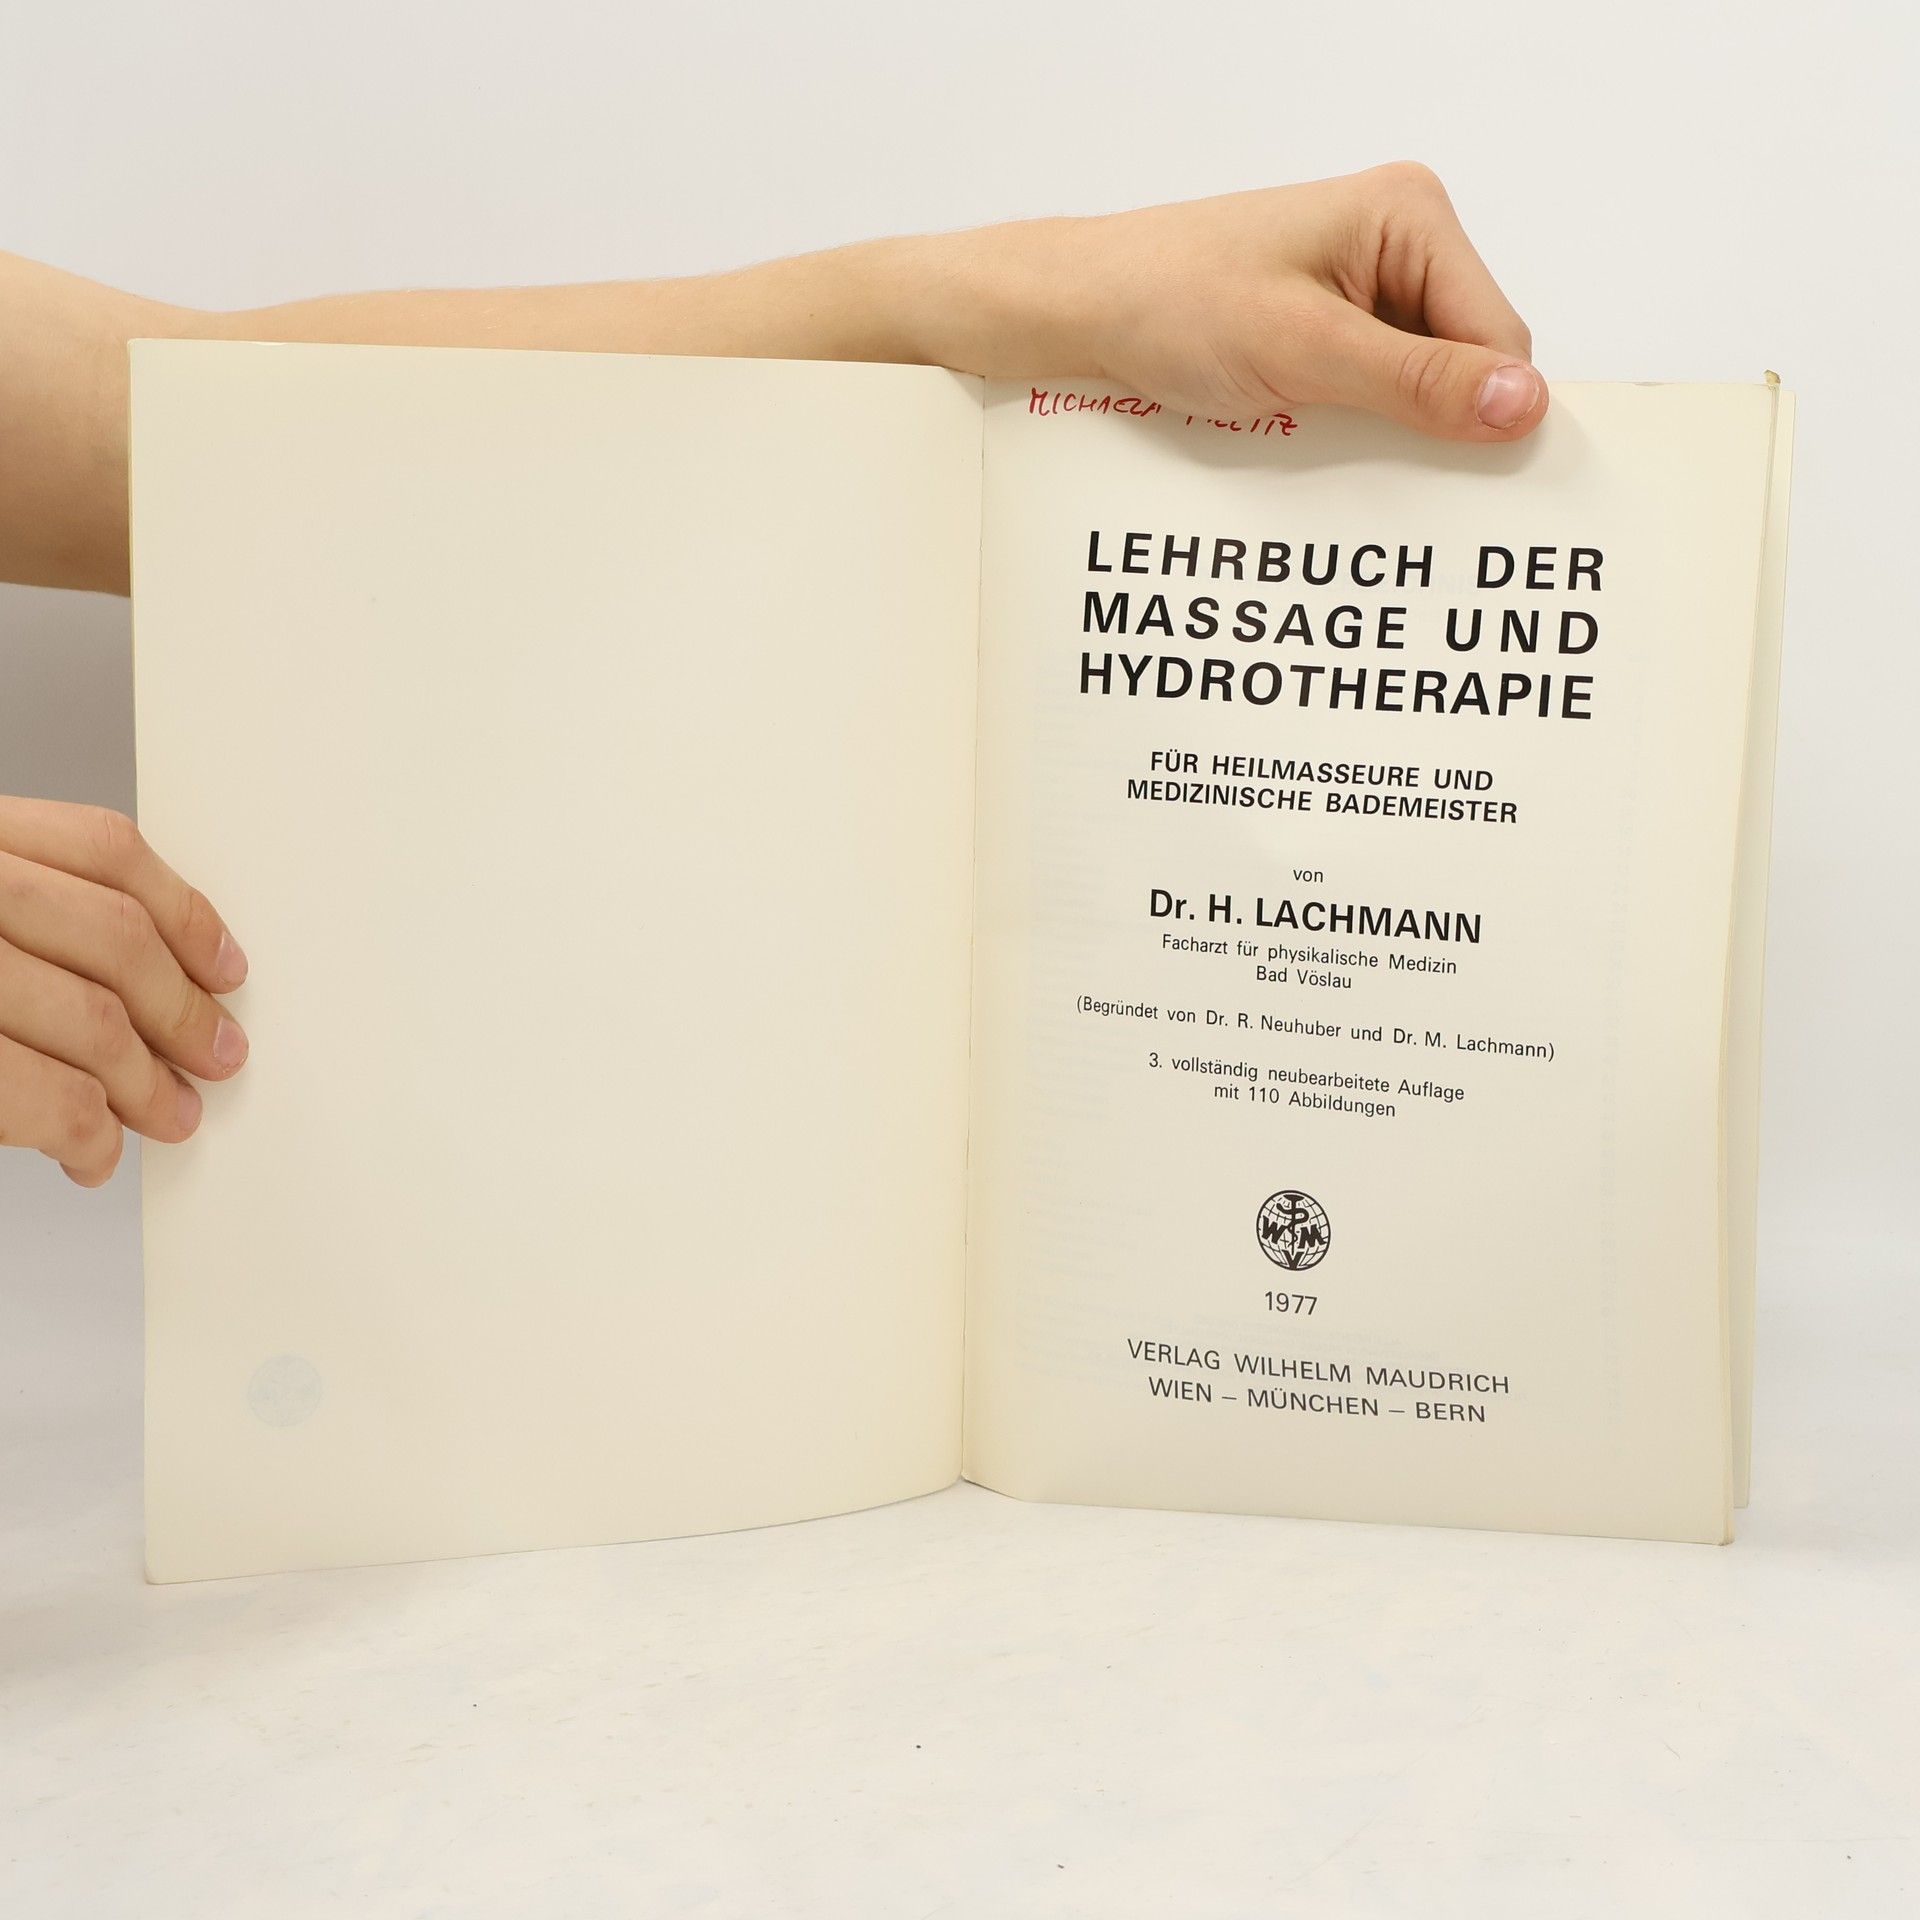 MICHAELA
LEHRBUCH DER
MASSAGE UND
HYDROTHERAPIE
FÜR HEILMASSEURE UND
MEDIZINISCHE BADEMEISTER
von
Dr. H. LACHMANN
Facharzt für physikalische Medizin
Bad Vöslau
(Begründet von Dr. R. Neuhuber und Dr. M. Lachmann)
3. vollständig neubearbeitete Auflage
mit 110 Abbildungen
W M
V
1977
VERLAG WILHELM MAUDRICH
WIEN – MÜNCHEN – BERN